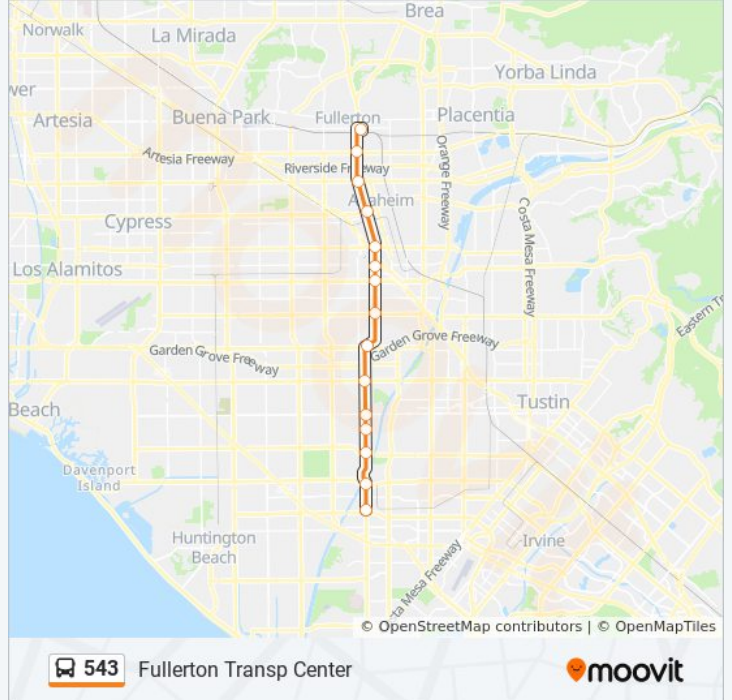 Brea
Norwalk
La Mirada
Yorba Linda
wer
Artesia
Buena Park
Fullerton
Placentia
Artesia Freeway
Riverside Freeway
Orange Freeway
Anaheim
Costa Mesa Freeway
Cypress
Los Alamitos
Eastern Tr
Garden Grove Freeway
Garden Grove Freeway
Beach
Tustin
Davenport
Island
Huntington
Beach
Irvine
sta Mesa Freeway
© OpenStreetMap contributors | © OpenMapTiles
543 Fullerton Transp Center
moovit